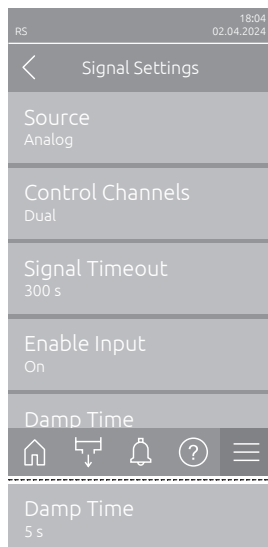 18:04
RS
02.04.2024
Signal Settings
Source
Analog
Control Channels
Dual
Signal Timeout
300 s
Enable Input
On
Damp Time
?
Damp Time
5 s